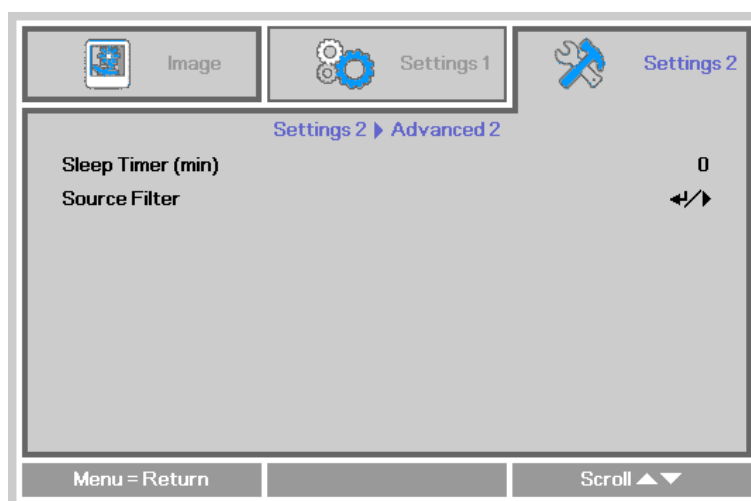 Image
Settings 1
Settings 2
Settings 2 ▶ Advanced 2
Sleep Timer (min) 0
Source Filter ↵/▶
Menu = Return
Scroll ▲▼